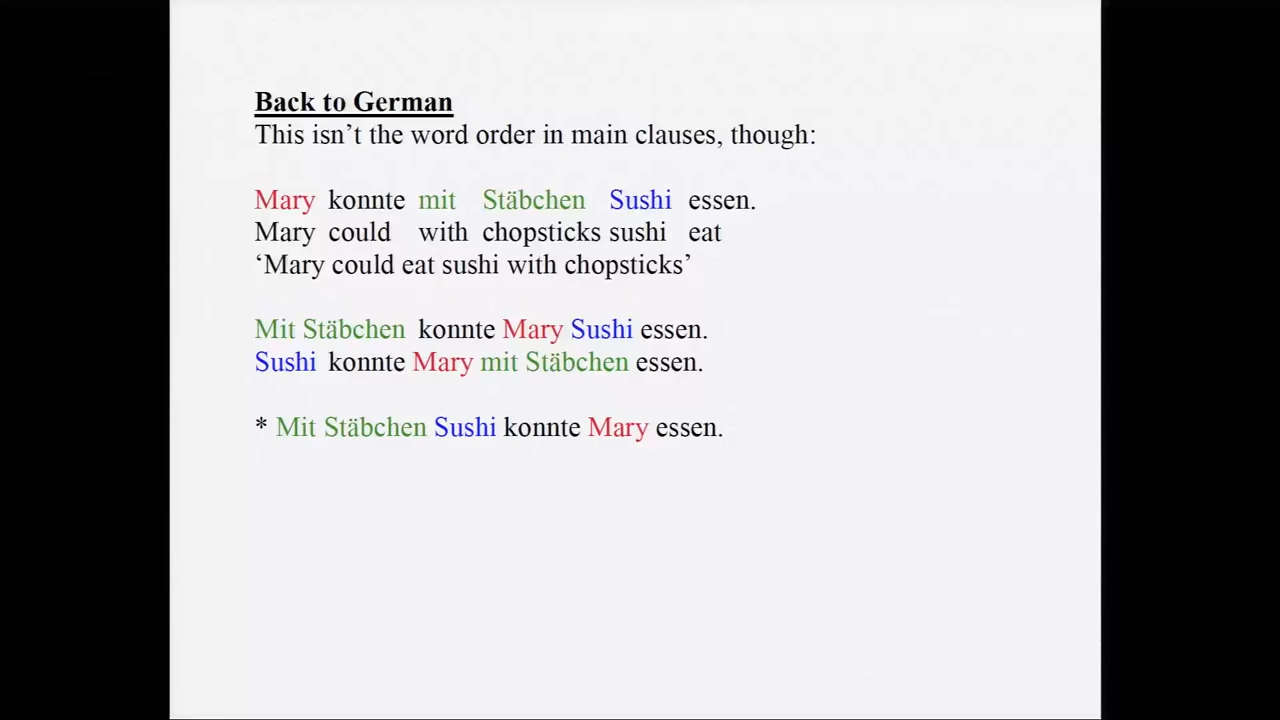 Back to German
This isn't the word order in main clauses, though:
Mary konnte mit Stäbchen Sushi essen.
Mary could with chopsticks sushi eat
‘Mary could eat sushi with chopsticks’
Mit Stäbchen konnte Mary Sushi essen.
Sushi konnte Mary mit Stäbchen essen.
* Mit Stäbchen Sushi konnte Mary essen.